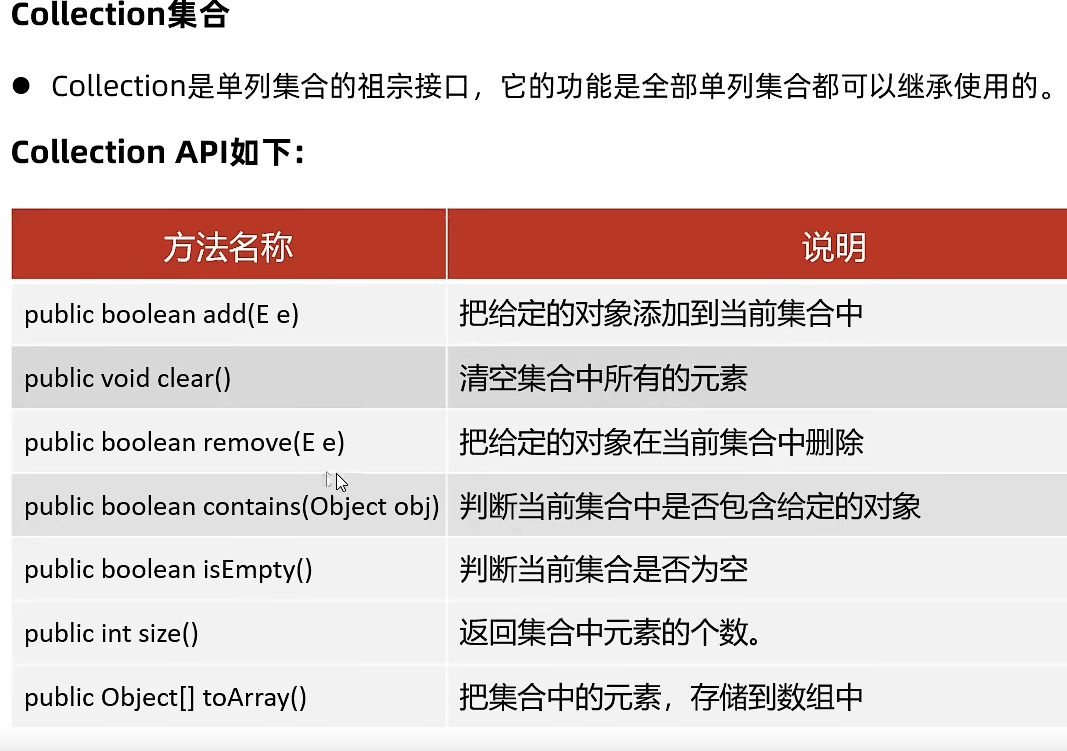 Collection集合
● Collection是单列集合的祖宗接口，它的功能是全部单列集合都可以继承使用的。
Collection API如下：
方法名称 说明
public boolean add(E e) 把给定的对象添加到当前集合中
public void clear() 清空集合中所有的元素
public boolean remove(E e) 把给定的对象在当前集合中删除
public boolean contains(Object obj) 判断当前集合中是否包含给定的对象
public boolean isEmpty() 判断当前集合是否为空
public int size() 返回集合中元素的个数。
public Object[] toArray() 把集合中的元素，存储到数组中